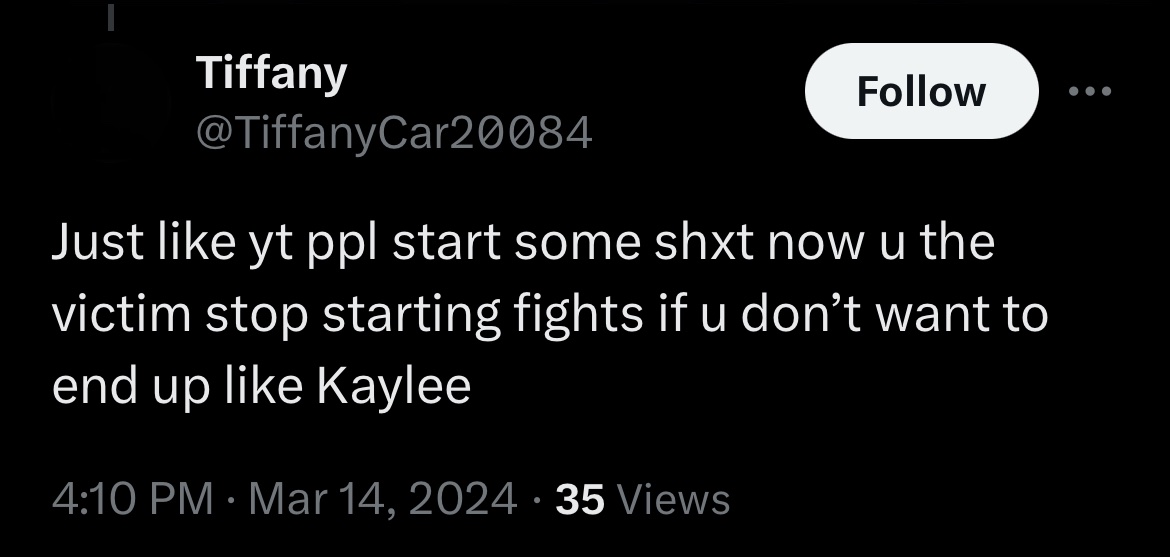 Tiffany
Follow
@TiffanyCar20084
Just like yt ppl start some shxt now u the
victim stop starting fights if u don’t want to
end up like Kaylee
4:10 PM · Mar 14, 2024 · 35 Views